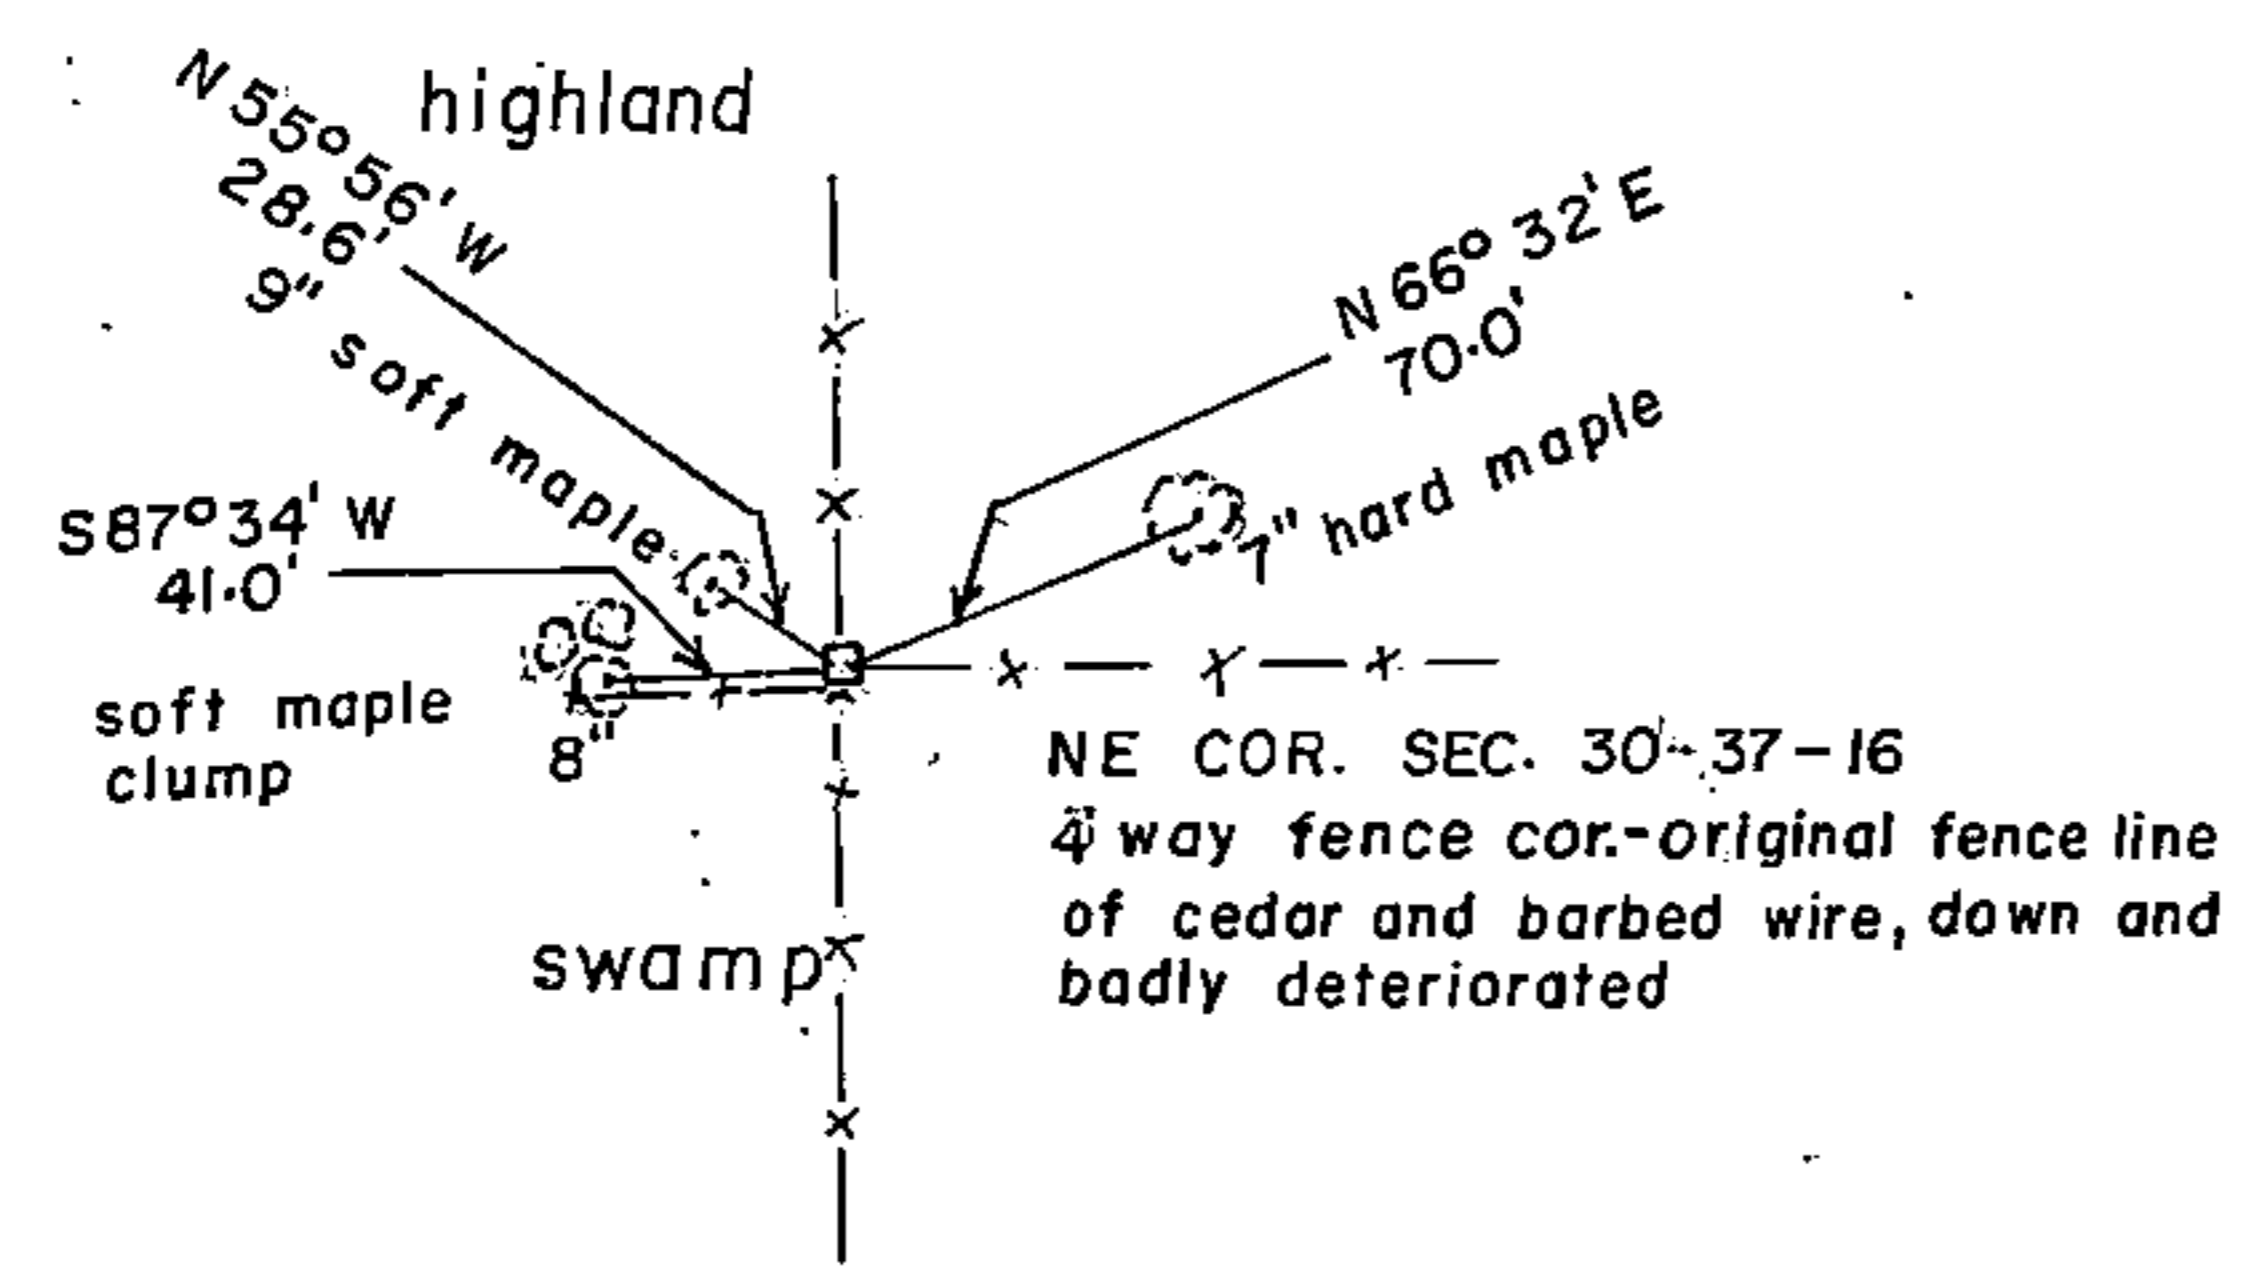 highland
N 55° 56' W
28.6'
9" soft maple
N 66° 32' E
70.0'
7" hard maple
S 87° 34' W
41.0'
soft maple
clump
8"
NE COR. SEC. 30-37-16
4 way fence cor.-original fence line
of cedar and barbed wire, down and
badly deteriorated
swamp